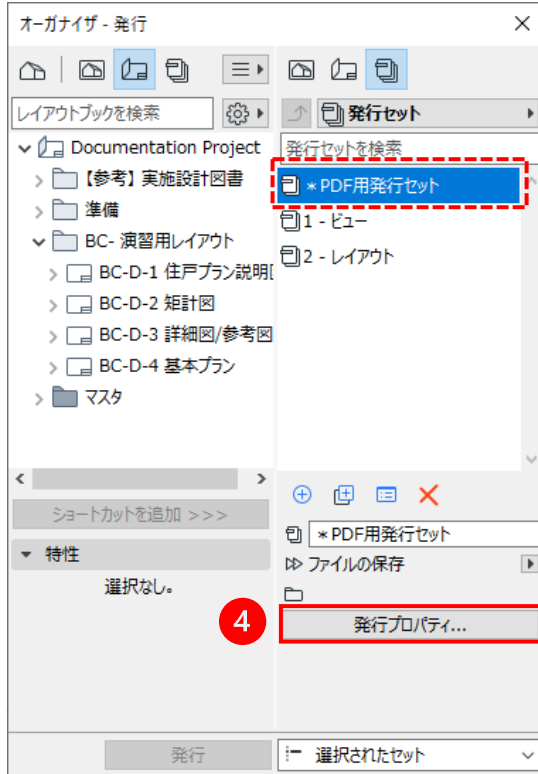 オーガナイザ - 発行
レイアウトブックを検索
Documentation Project
【参考】実施設計図書
準備
BC- 演習用レイアウト
BC-D-1 住戸プラン説明
BC-D-2 矩計図
BC-D-3 詳細図/参考図
BC-D-4 基本プラン
マスタ
ショートカットを追加 >>>
特性
選択なし。
発行セット
発行セットを検索
*PDF用発行セット
1 - ビュー
2 - レイアウト
*PDF用発行セット
ファイルの保存
4
発行プロパティ...
発行
選択されたセット